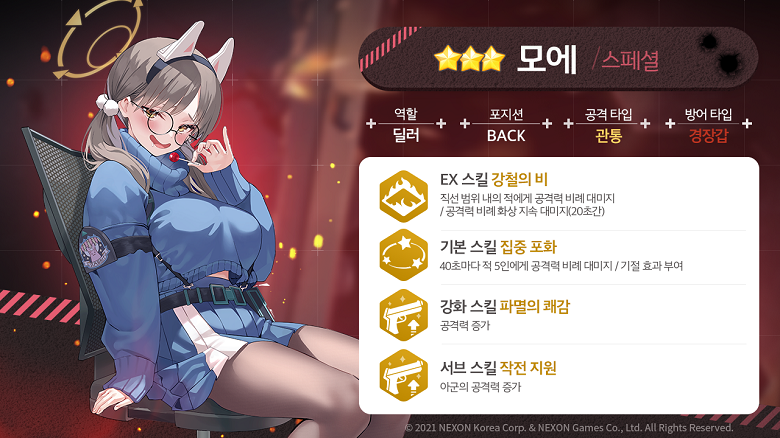 모에 / 스페셜
역할 포지션 공격 타입 방어 타입
딜러 BACK 관통 경장갑
EX 스킬 강철의 비
직선 범위 내의 적에게 공격력 비례 대미지
/ 공격력 비례 화상 지속 대미지(20초간)
기본 스킬 집중 포화
40초마다 적 5인에게 공격력 비례 대미지 / 기절 효과 부여
강화 스킬 파멸의 쾌감
공격력 증가
서브 스킬 작전 지원
아군의 공격력 증가
© 2021 NEXON Korea Corp. & NEXON Games Co., Ltd. All Rights Reserved.